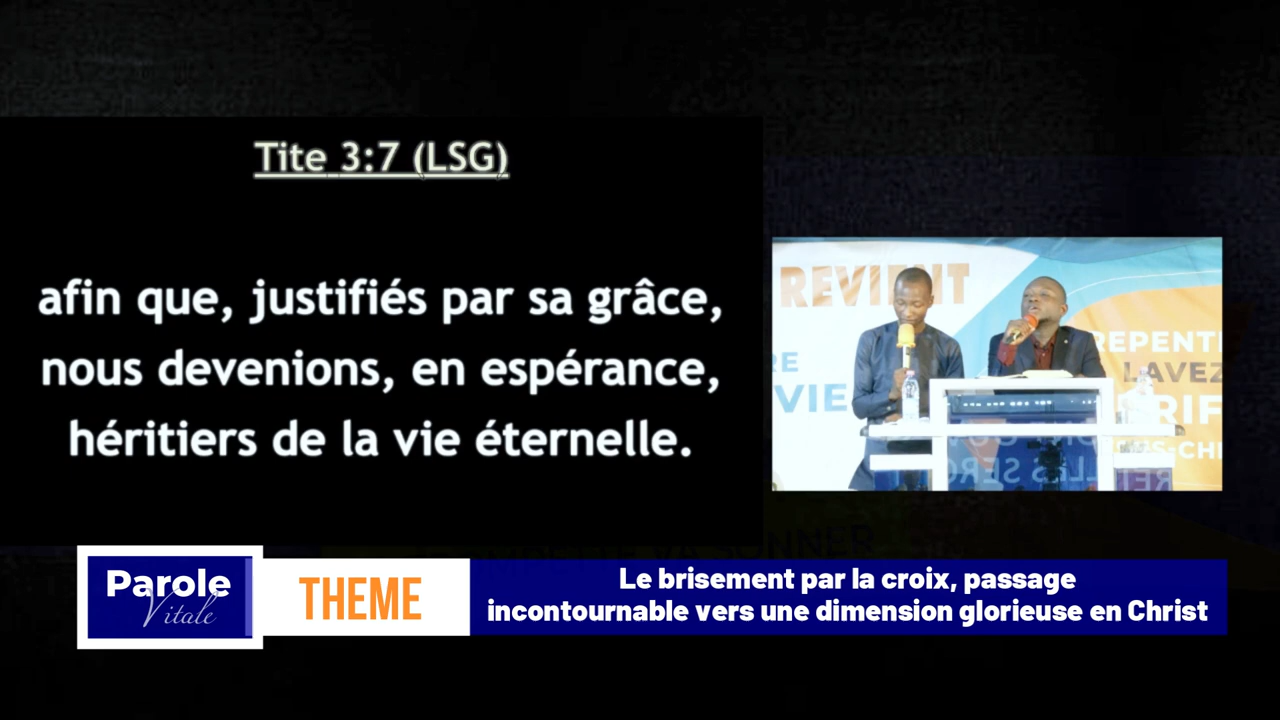 Tite 3:7 (LSG)
afin que, justifiés par sa grâce,
nous devenions, en espérance,
héritiers de la vie éternelle.
REVIENT
VIE
REPENT
LAVEZ
Parole
Vitale
THEME
Le brisement par la croix, passage
incontournable vers une dimension glorieuse en Christ